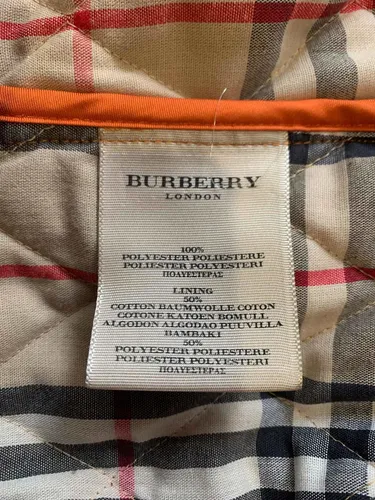 BURBERRY
LONDON
100%
POLYESTER POLIESTERE
POLIESTER POLYESTERI
ΠΟΛΥΕΣΤΕΡΑΣ
LINING
50%
COTTON BAUMWOLLE COTON
COTONE KATOEN BOMULL
ALGODON ALGODAO PUUVILLA
BAMBAKI
50%
POLYESTER POLIESTERE
POLIESTER POLYESTERI
ΠΟΛΥΕΣΤΕΡΑΣ